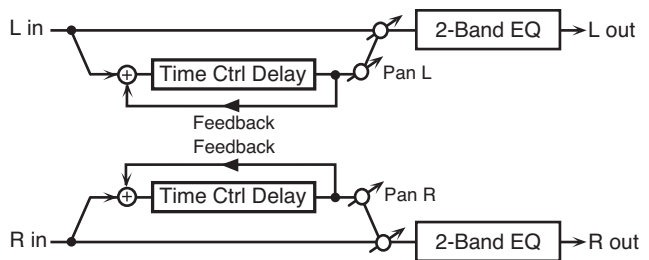 L in
2-Band EQ
L out
Time Ctrl Delay
Pan L
Feedback
Feedback
Time Ctrl Delay
Pan R
R in
2-Band EQ
R out